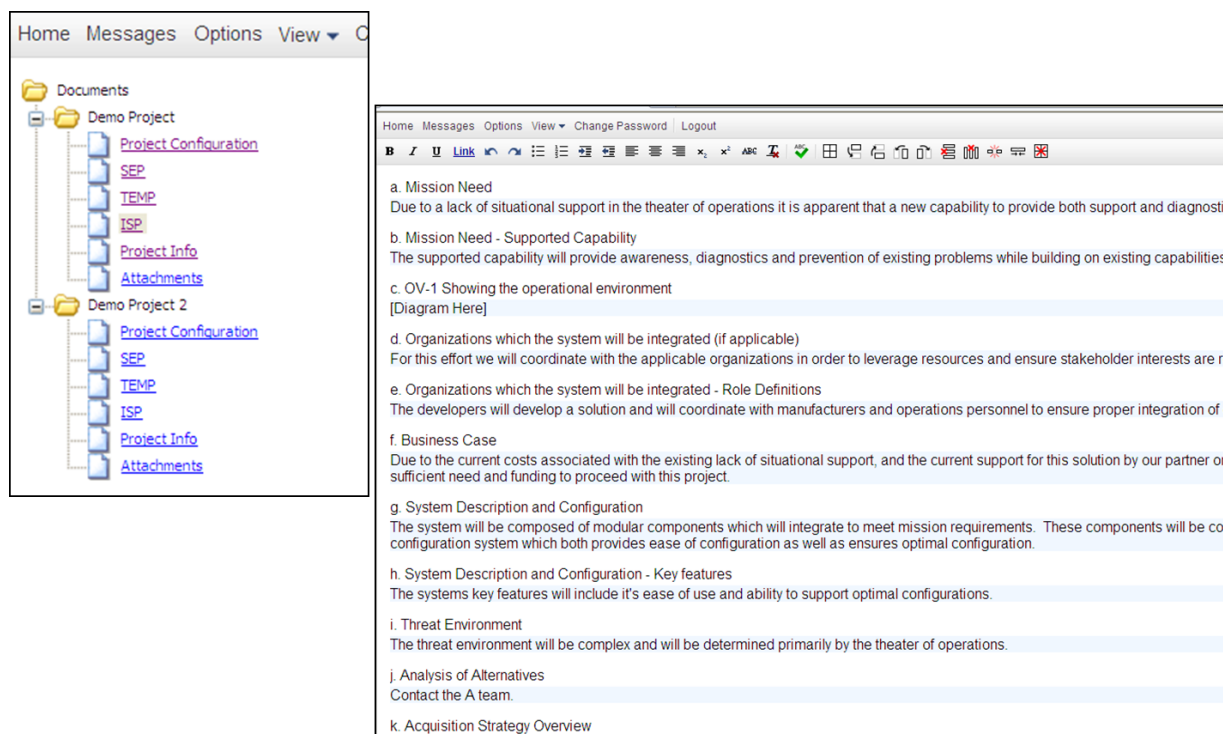 Home Messages Options View
Documents
Demo Project
Project Configuration
SEP
TEMP
ISP
Project Info
Attachments
Demo Project 2
Project Configuration
SEP
TEMP
ISP
Project Info
Attachments
Home Messages Options View Change Password Logout
B I U Link ABC
a. Mission Need
Due to a lack of situational support in the theater of operations it is apparent that a new capability to provide both support and
b. Mission Need - Supported Capability
The supported capability will provide awareness, diagnostics and prevention of existing problems while building on existing capabilities
c. OV-1 Showing the operational environment
[Diagram Here]
d. Organizations which the system will be integrated (if applicable)
For this effort we will coordinate with the applicable organizations in order to leverage resources and ensure stakeholder interests are
e. Organizations which the system will be integrated - Role Definitions
The developers will develop a solution and will coordinate with manufacturers and operations personnel to ensure proper integration of
f. Business Case
Due to the current costs associated with the existing lack of situational support, and the current support for this solution by our partner
sufficient need and funding to proceed with this project.
g. System Description and Configuration
The system will be composed of modular components which will integrate to meet mission requirements. These components will be
configuration system which both provides ease of configuration as well as ensures optimal configuration.
h. System Description and Configuration - Key features
The systems key features will include it's ease of use and ability to support optimal configurations.
i. Threat Environment
The threat environment will be complex and will be determined primarily by the theater of operations.
j. Analysis of Alternatives
Contact the A team.
k. Acquisition Strategy Overview